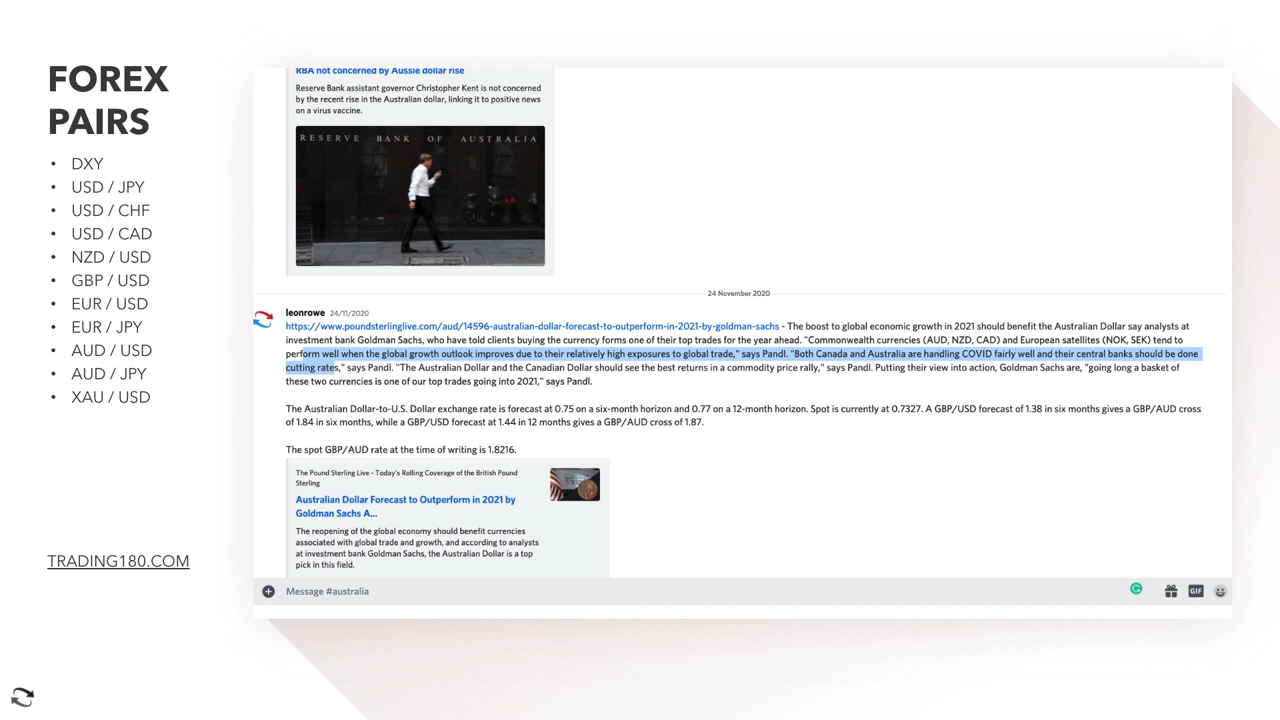 FOREX
PAIRS
• DXY
• USD / JPY
• USD / CHF
• USD / CAD
• NZD / USD
• GBP / USD
• EUR / USD
• EUR / JPY
• AUD / USD
• AUD / JPY
• XAU / USD
TRADING180.COM
RBA not concerned by Aussie dollar rise
Reserve Bank assistant governor Christopher Kent is not concerned
by the recent rise in the Australian dollar, linking it to positive news
on a virus vaccine.
RESERVE BANK OF AUSTRALIA
24 November 2020
leonrowe 24/11/2020
https://www.poundsterlinglive.com/aud/14596-australian-dollar-forecast-to-outperform-in-2021-by-goldman-sachs - The boost to global economic growth in 2021 should benefit the Australian Dollar say analysts at
investment bank Goldman Sachs, who have told clients buying the currency forms one of their top trades for the year ahead. "Commonwealth currencies (AUD, NZD, CAD) and European satellites (NOK, SEK) tend to
perform well when the global growth outlook improves due to their relatively high exposures to global trade," says Pandl. "Both Canada and Australia are handling COVID fairly well and their central banks should be done
cutting rates," says Pandl. "The Australian Dollar and the Canadian Dollar should see the best returns in a commodity price rally," says Pandl. Putting their view into action, Goldman Sachs are, "going long a basket of
these two currencies is one of our top trades going into 2021," says Pandl.
The Australian Dollar-to-U.S. Dollar exchange rate is forecast at 0.75 on a six-month horizon and 0.77 on a 12-month horizon. Spot is currently at 0.7327. A GBP/USD forecast of 1.38 in six months gives a GBP/AUD cross
of 1.84 in six months, while a GBP/USD forecast at 1.44 in 12 months gives a GBP/AUD cross of 1.87.
The spot GBP/AUD rate at the time of writing is 1.8216.
The Pound Sterling Live - Today's Rolling Coverage of the British Pound
Sterling
Australian Dollar Forecast to Outperform in 2021 by
Goldman Sachs A...
The reopening of the global economy should benefit currencies
associated with global trade and growth, and according to analysts
at investment bank Goldman Sachs, the Australian Dollar is a top
pick in this field.
Message #australia
GIF